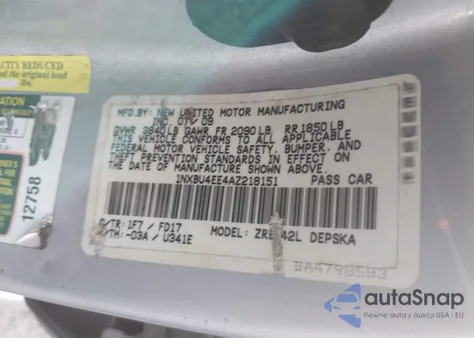 CITY REDUCED
the original load
lbs.
12758
MFD.BY: NEW UNITED MOTOR MANUFACTURING
INC. 07/09
GVWR 3840LB GAWR FR 2090LB RR 1850LB
THIS VEHICLE CONFORMS TO ALL APPLICABLE
FEDERAL MOTOR VEHICLE SAFETY, BUMPER, AND
THEFT PREVENTION STANDARDS IN EFFECT ON
THE DATE OF MANUFACTURE SHOWN ABOVE.
1NXBU4EE4AZ218151 PASS CAR
C/TR: 1F7 / FD17
/TM: -03A / U341E
MODEL: ZRE 42L DEPSKA
BA4798583
autaSnap
Pewne auta z USA i EU